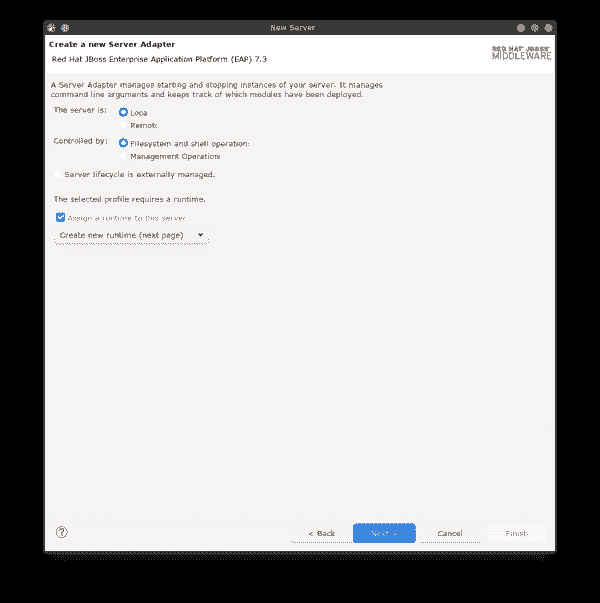 New Server
Create a new Server Adapter
Red Hat JBoss Enterprise Application Platform (EAP) 7.3
RED HAT JBOSS
MIDDLEWARE
A Server Adapter manages starting and stopping instances of your server. It manages
command line arguments and keeps track of which modules have been deployed.
The server is:
Loca
Remote
Controlled by:
Filesystem and shell operation:
Management Operation:
Server lifecycle is externally managed.
The selected profile requires a runtime.
Assign a runtime to this server
Create new runtime (next page)
?
< Back
Next >
Cancel
Finish